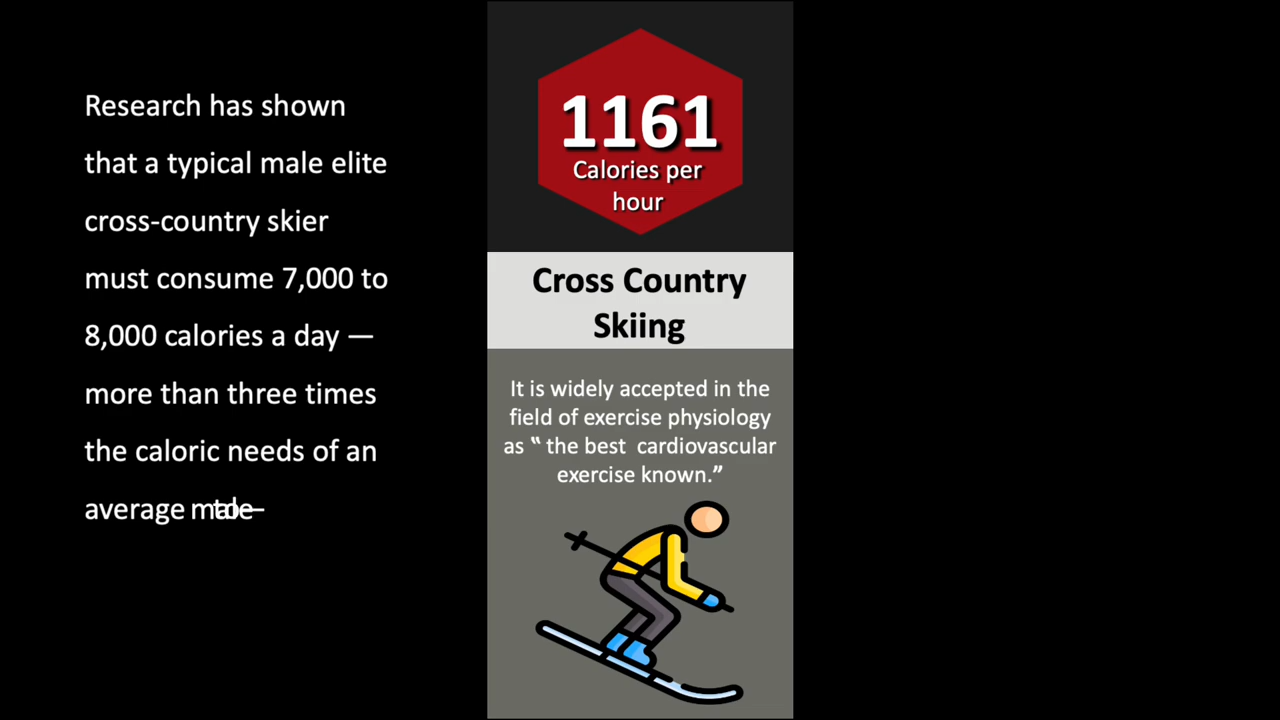 Research has shown
that a typical male elite
cross-country skier
must consume 7,000 to
8,000 calories a day —
more than three times
the caloric needs of an
average
1161
Calories per
hour
Cross Country
Skiing
It is widely accepted in the
field of exercise physiology
as “ the best cardiovascular
exercise known.”